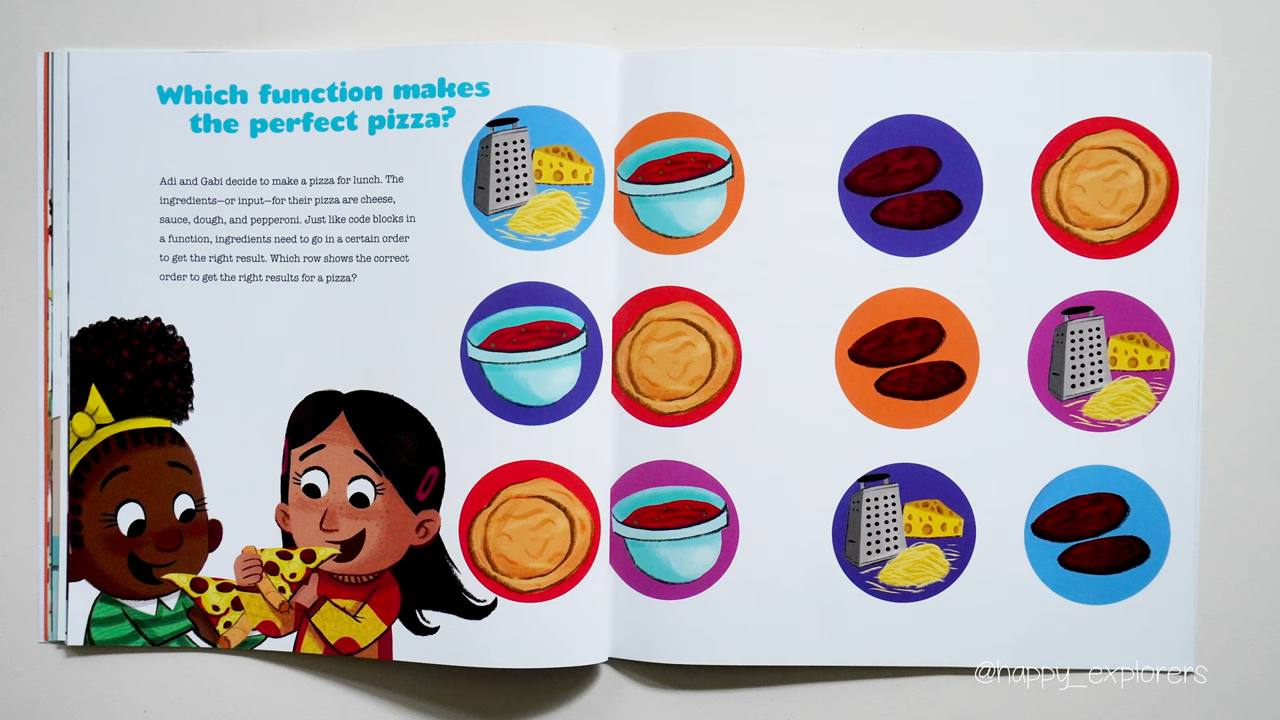 Which function makes
the perfect pizza?
Adi and Gabi decide to make a pizza for lunch. The
ingredients—or input—for their pizza are cheese,
sauce, dough, and pepperoni. Just like code blocks in
a function, ingredients need to go in a certain order
to get the right result. Which row shows the correct
order to get the right results for a pizza?
@happy_explorers